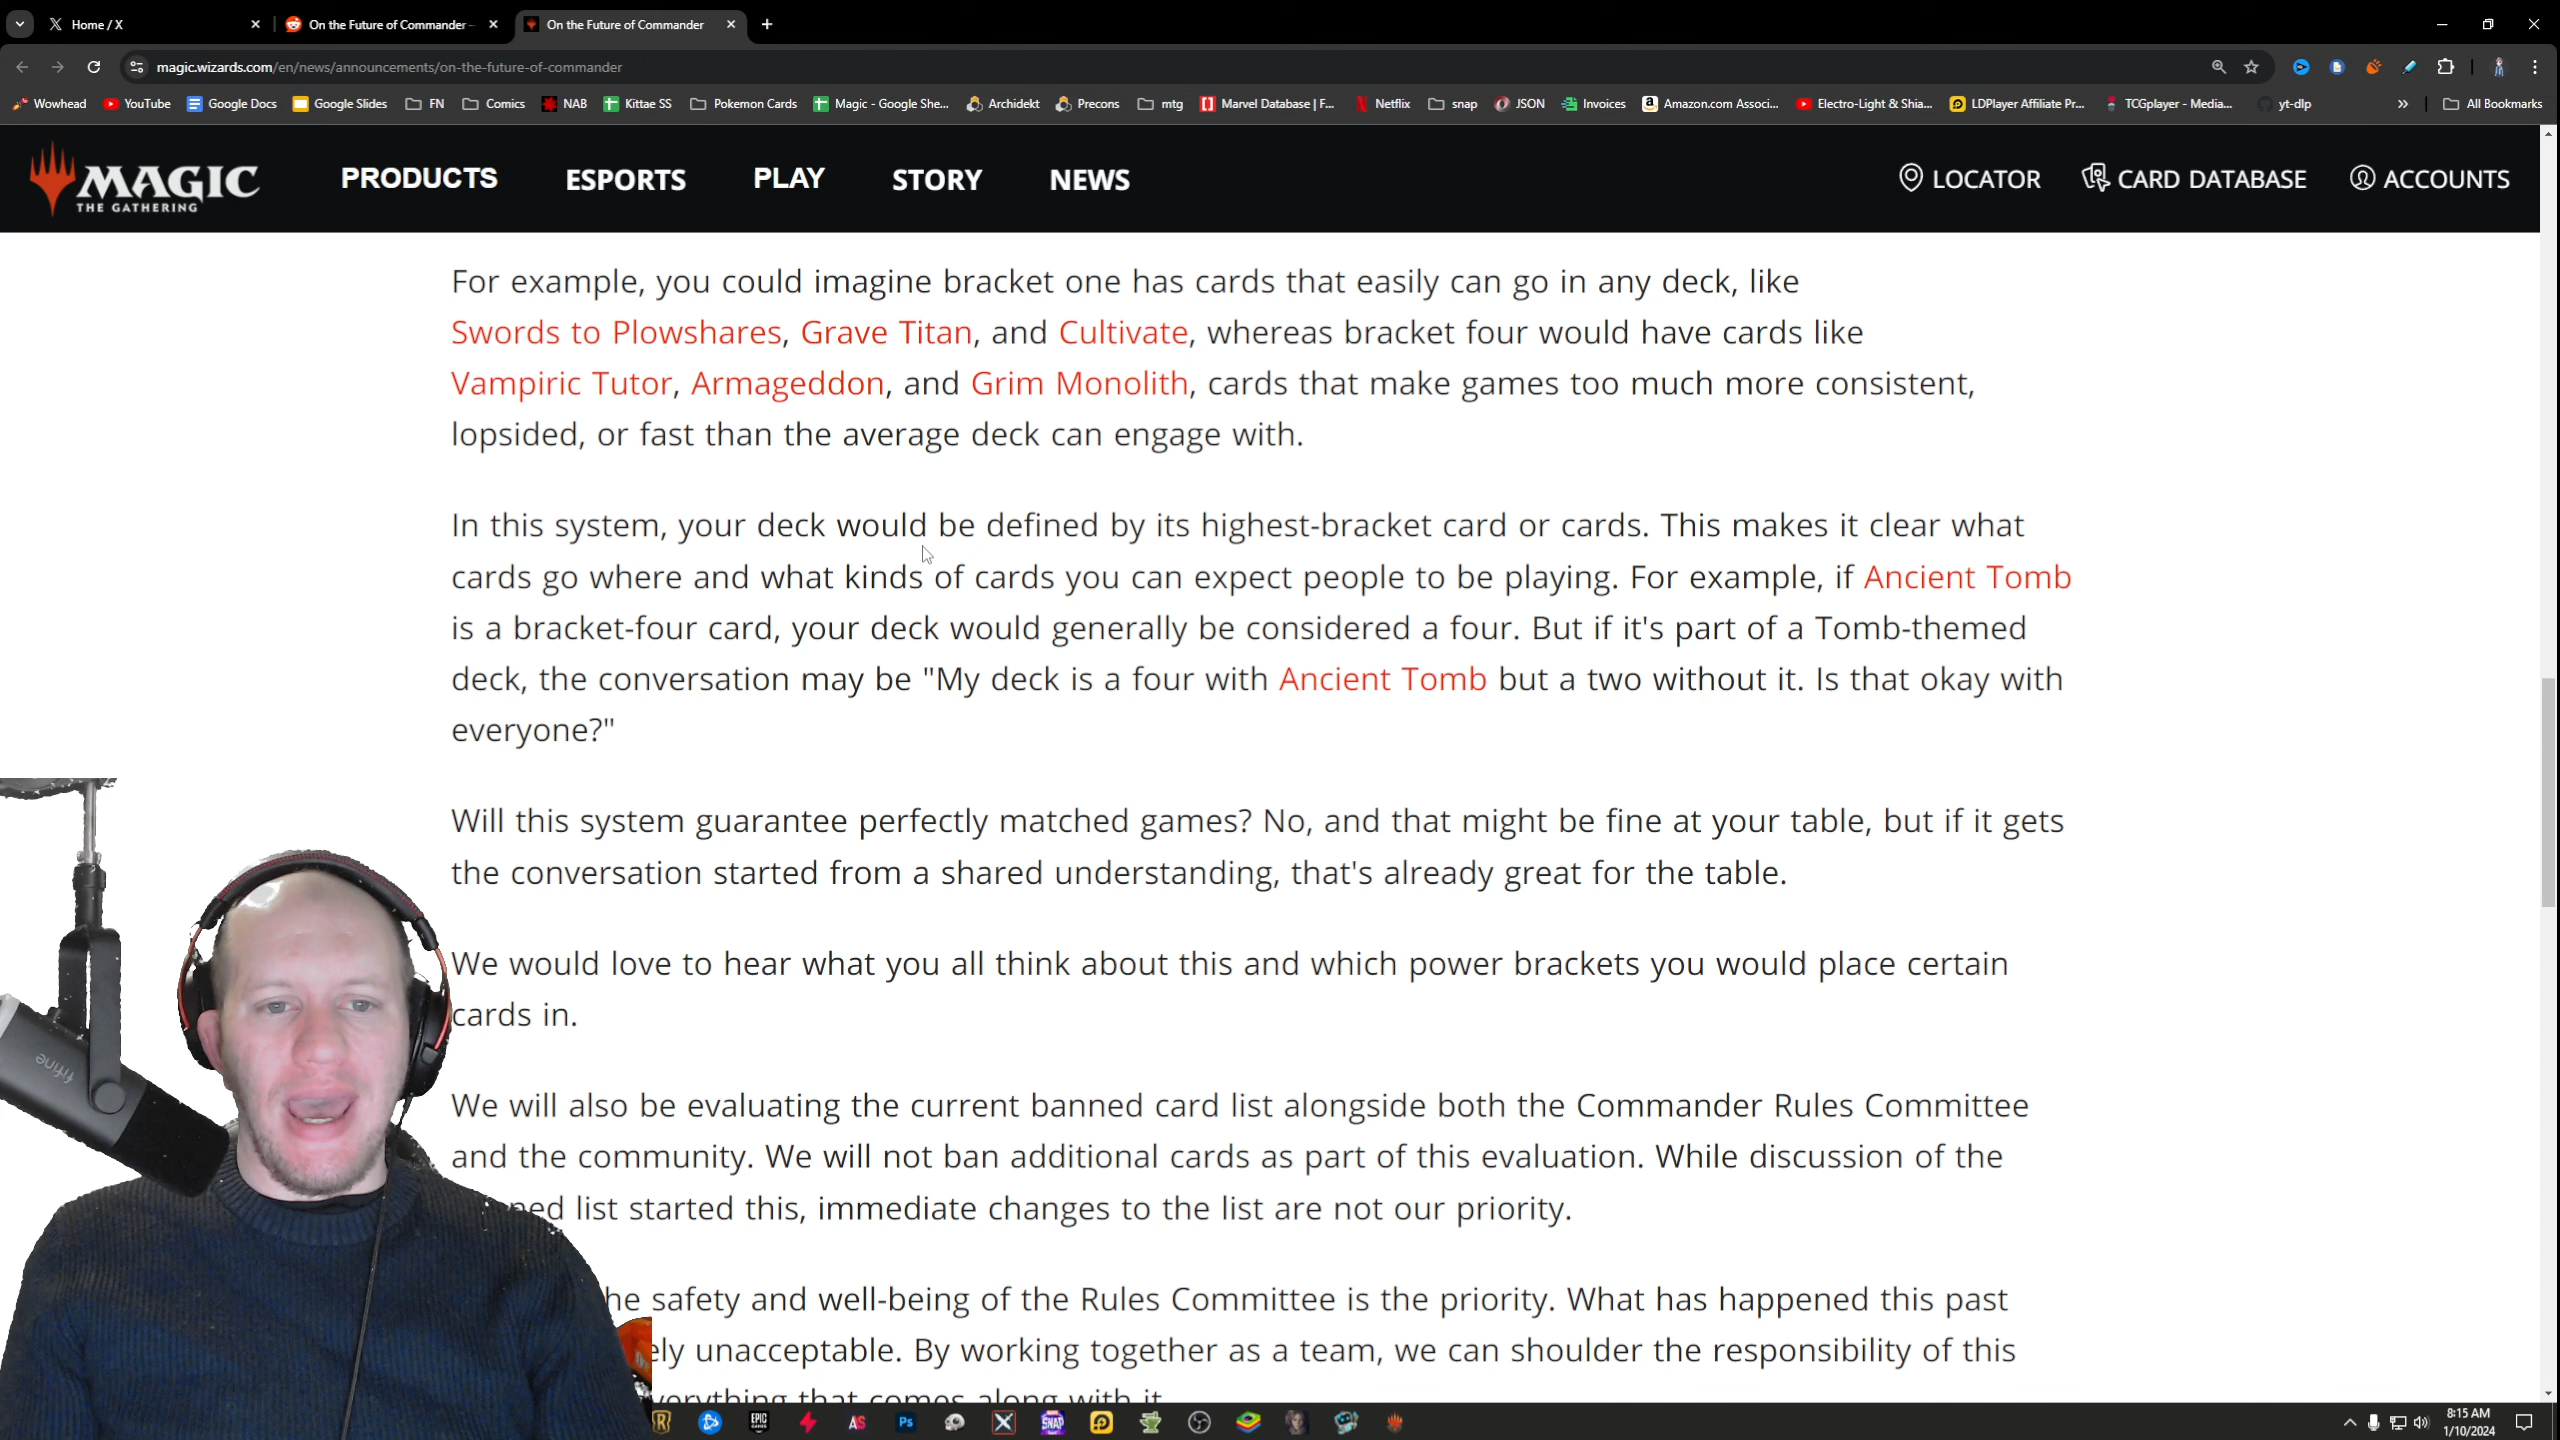 Home / X
On the Future of Commander
On the Future of Commander
magic.wizards.com/en/news/announcements/on-the-future-of-commander
Wowhead YouTube Google Docs Google Slides FN Comics NAB Kittae SS Pokemon Cards Magic - Google She... Archidekt Precons mtg Marvel Database | F... Netflix snap JSON Invoices Amazon.com Associ... Electro-Light & Shia... LDPlayer Affiliate Pr... TCGplayer - Media... yt-dlp All Bookmarks
MAGIC
THE GATHERING
PRODUCTS ESPORTS PLAY STORY NEWS LOCATOR CARD DATABASE ACCOUNTS
For example, you could imagine bracket one has cards that easily can go in any deck, like
Swords to Plowshares, Grave Titan, and Cultivate, whereas bracket four would have cards like
Vampiric Tutor, Armageddon, and Grim Monolith, cards that make games too much more consistent,
lopsided, or fast than the average deck can engage with.
In this system, your deck would be defined by its highest-bracket card or cards. This makes it clear what
cards go where and what kinds of cards you can expect people to be playing. For example, if Ancient Tomb
is a bracket-four card, your deck would generally be considered a four. But if it's part of a Tomb-themed
deck, the conversation may be "My deck is a four with Ancient Tomb but a two without it. Is that okay with
everyone?"
Will this system guarantee perfectly matched games? No, and that might be fine at your table, but if it gets
the conversation started from a shared understanding, that's already great for the table.
We would love to hear what you all think about this and which power brackets you would place certain
cards in.
We will also be evaluating the current banned card list alongside both the Commander Rules Committee
and the community. We will not ban additional cards as part of this evaluation. While discussion of the
list started this, immediate changes to the list are not our priority.
safety and well-being of the Rules Committee is the priority. What has happened this past
unacceptable. By working together as a team, we can shoulder the responsibility of this
that comes along with it
fifine
EPIC GAMES AS Ps SNAP
8:15 AM
1/10/2024